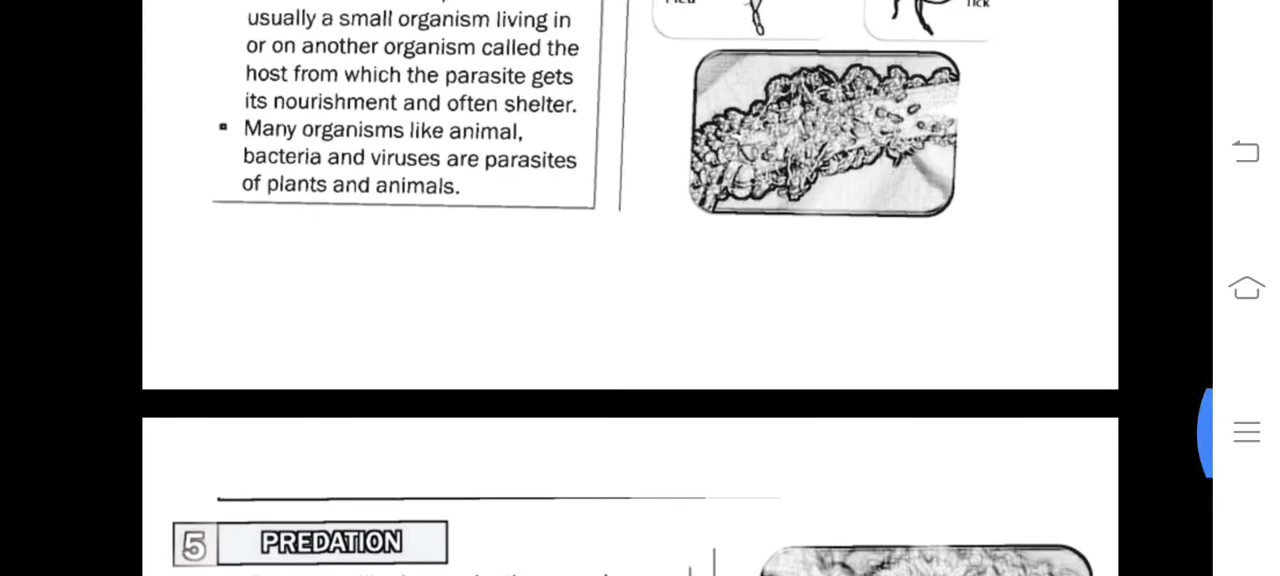 usually a small organism living in
or on another organism called the
host from which the parasite gets
its nourishment and often shelter.
▪ Many organisms like animal,
bacteria and viruses are parasites
of plants and animals.
5 PREDATION